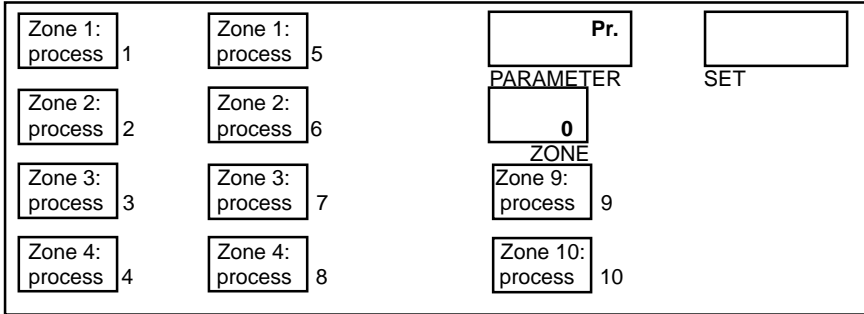 Zone 1:
process 1
Zone 1:
process 5
Pr.
PARAMETER
SET
Zone 2:
process 2
Zone 2:
process 6
0
ZONE
Zone 3:
process 3
Zone 3:
process 7
Zone 9:
process 9
Zone 4:
process 4
Zone 4:
process 8
Zone 10:
process 10